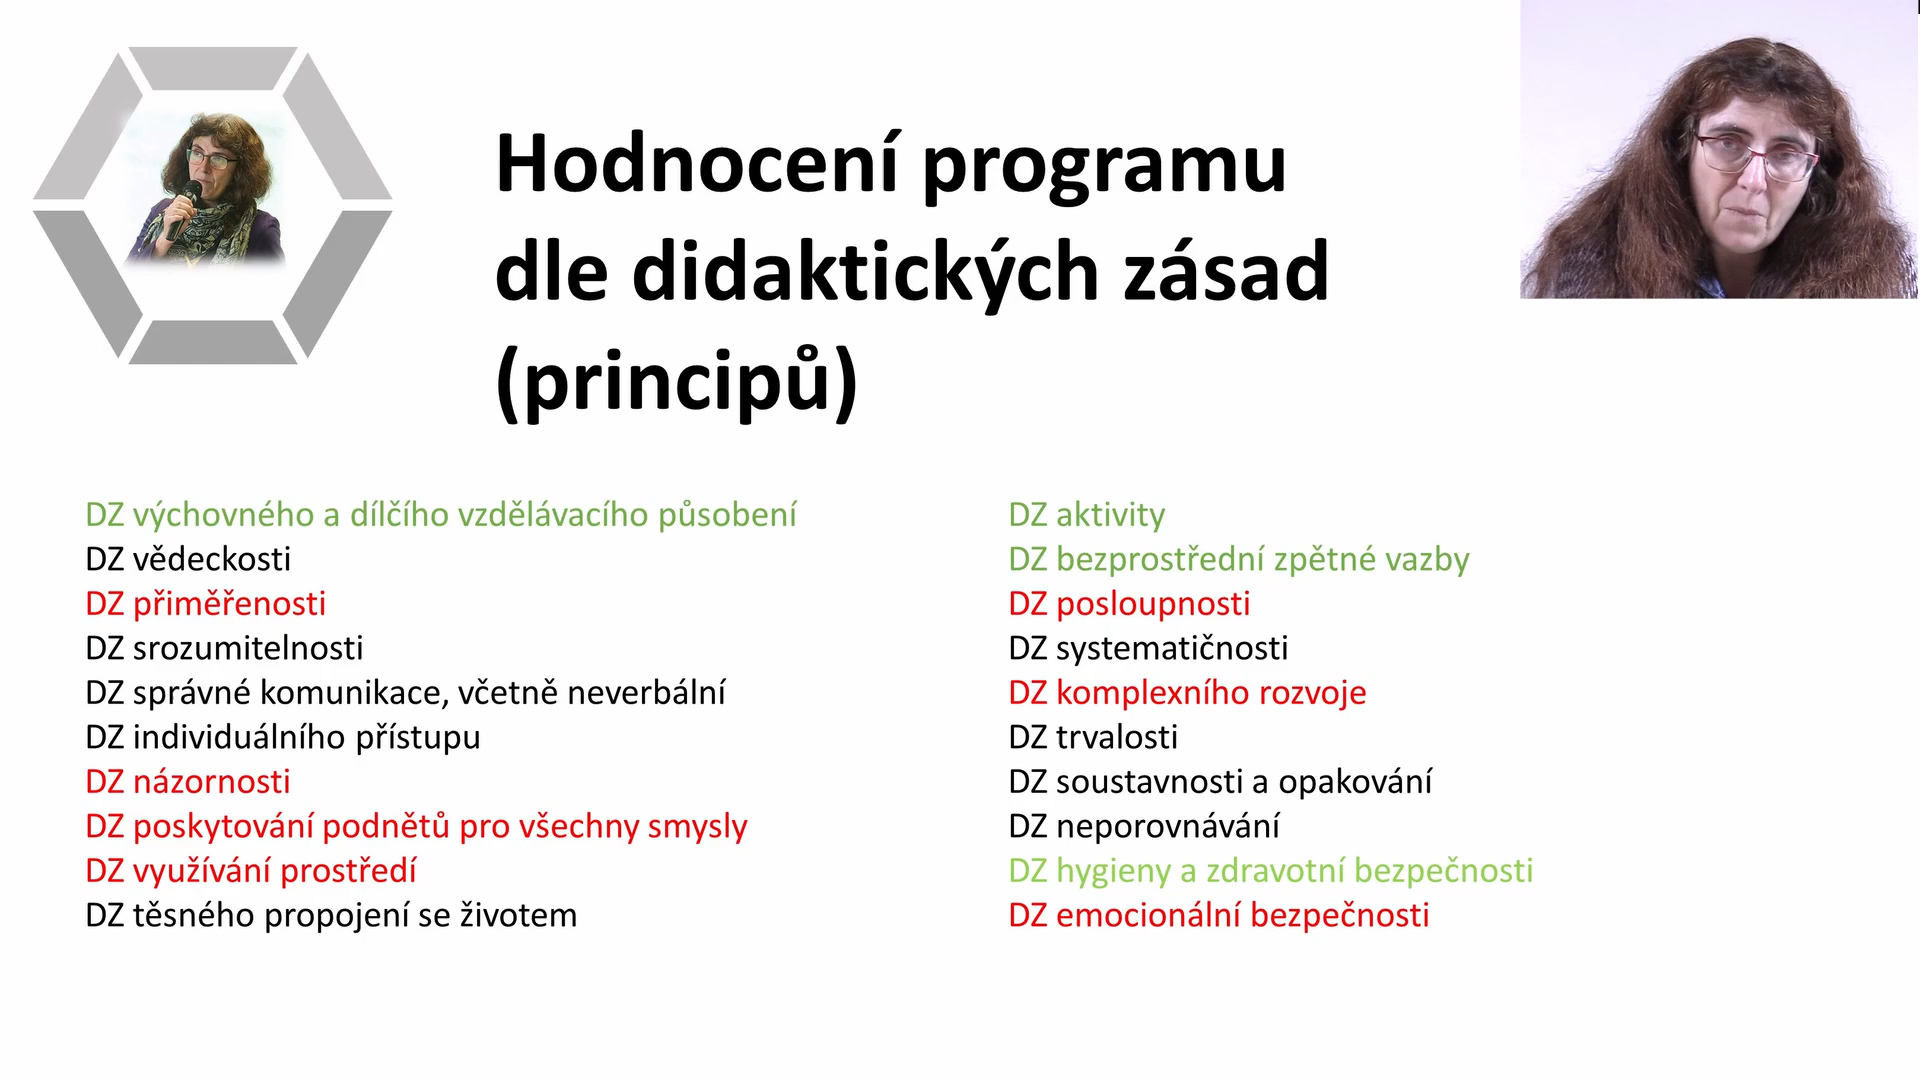 Hodnocení programu
dle didaktických zásad
(principů)
DZ výchovného a dílčího vzdělávacího působení
DZ vědeckosti
DZ přiměřenosti
DZ srozumitelnosti
DZ správné komunikace, včetně neverbální
DZ individuálního přístupu
DZ názornosti
DZ poskytování podnětů pro všechny smysly
DZ využívání prostředí
DZ těsného propojení se životem
DZ aktivity
DZ bezprostřední zpětné vazby
DZ posloupnosti
DZ systematičnosti
DZ komplexního rozvoje
DZ trvalosti
DZ soustavnosti a opakování
DZ neporovnávání
DZ hygieny a zdravotní bezpečnosti
DZ emocionální bezpečnosti